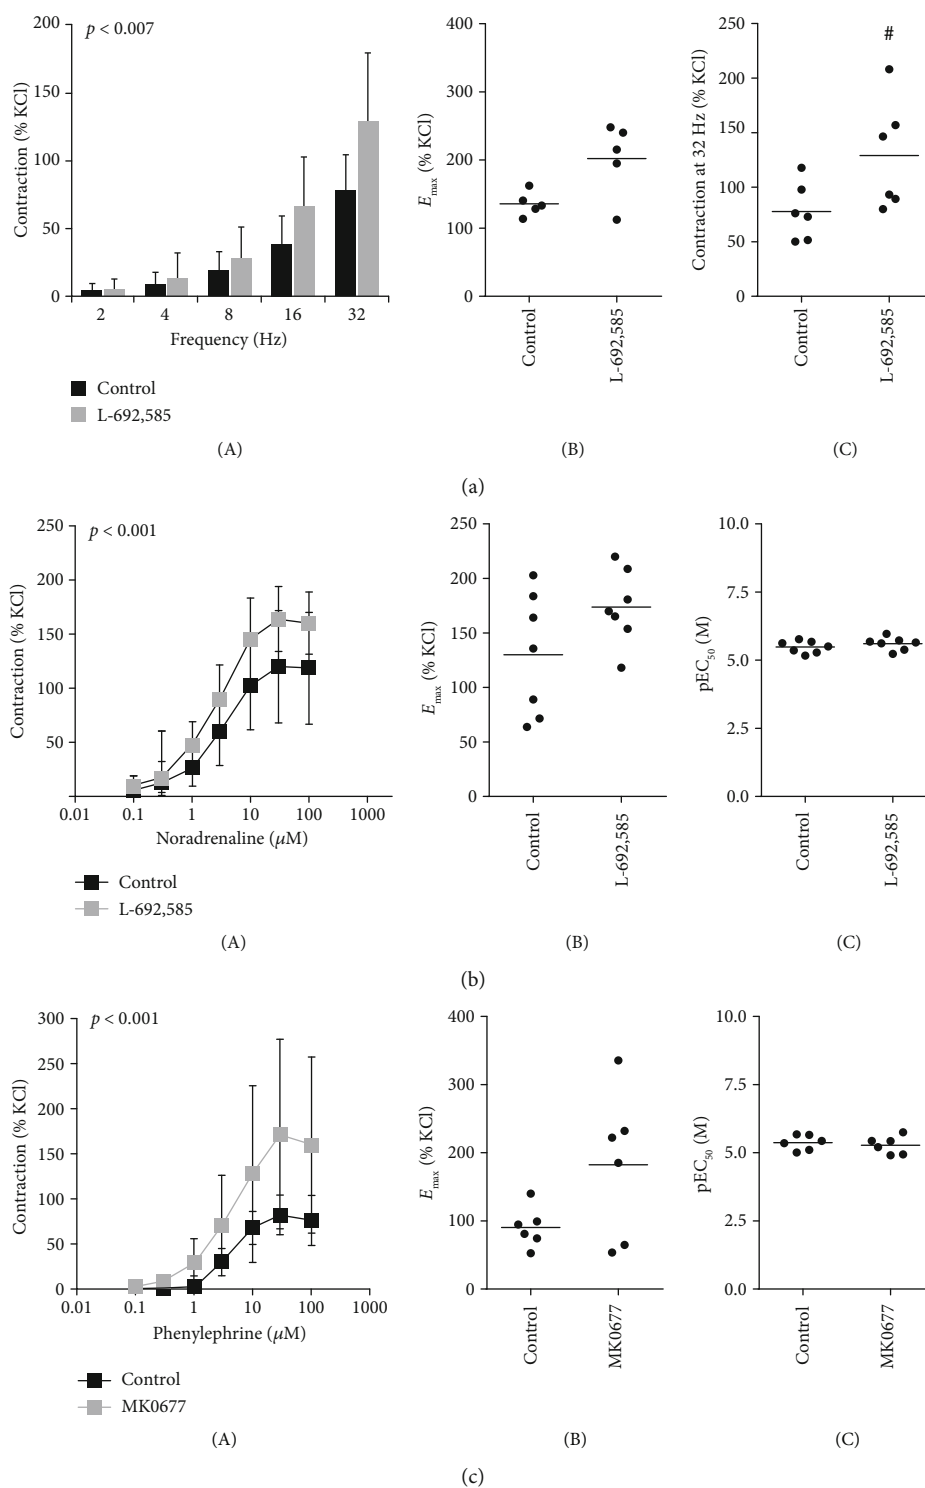 p < 0.007
Contraction (% KCl)
200
150
100
50
0
2 4 8 16 32
Frequency (Hz)
Control
L-692,585
(A)
Emax (% KCl)
400
300
200
100
0
Control
L-692,585
(B)
Contraction at 32 Hz (% KCl)
250
200
150
100
50
0
#
Control
L-692,585
(C)
(a)
p < 0.001
Contraction (% KCl)
250
200
150
100
50
0.01 0.1 1 10 100 1000
Noradrenaline (μM)
Control
L-692,585
(A)
Emax (% KCl)
250
200
150
100
50
0
Control
L-692,585
(B)
pEC50 (M)
10.0
7.5
5.0
2.5
0.0
Control
L-692,585
(C)
(b)
p < 0.001
Contraction (% KCl)
300
250
200
150
100
50
0
0.01 0.1 1 10 100 1000
Phenylephrine (μM)
Control
MK0677
(A)
Emax (% KCl)
400
300
200
100
0
Control
MK0677
(B)
pEC50 (M)
10.0
7.5
5.0
2.5
0.0
Control
MK0677
(C)
(c)